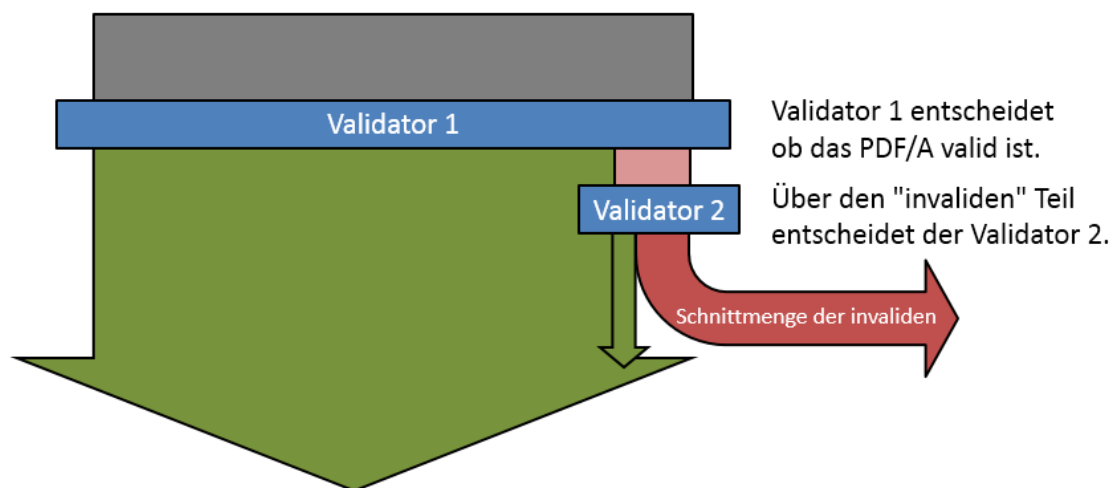 Validator 1
Validator 1 entscheidet
ob das PDF/A valid ist.
Validator 2
Über den "invaliden" Teil
entscheidet der Validator 2.
Schnittmenge der invaliden